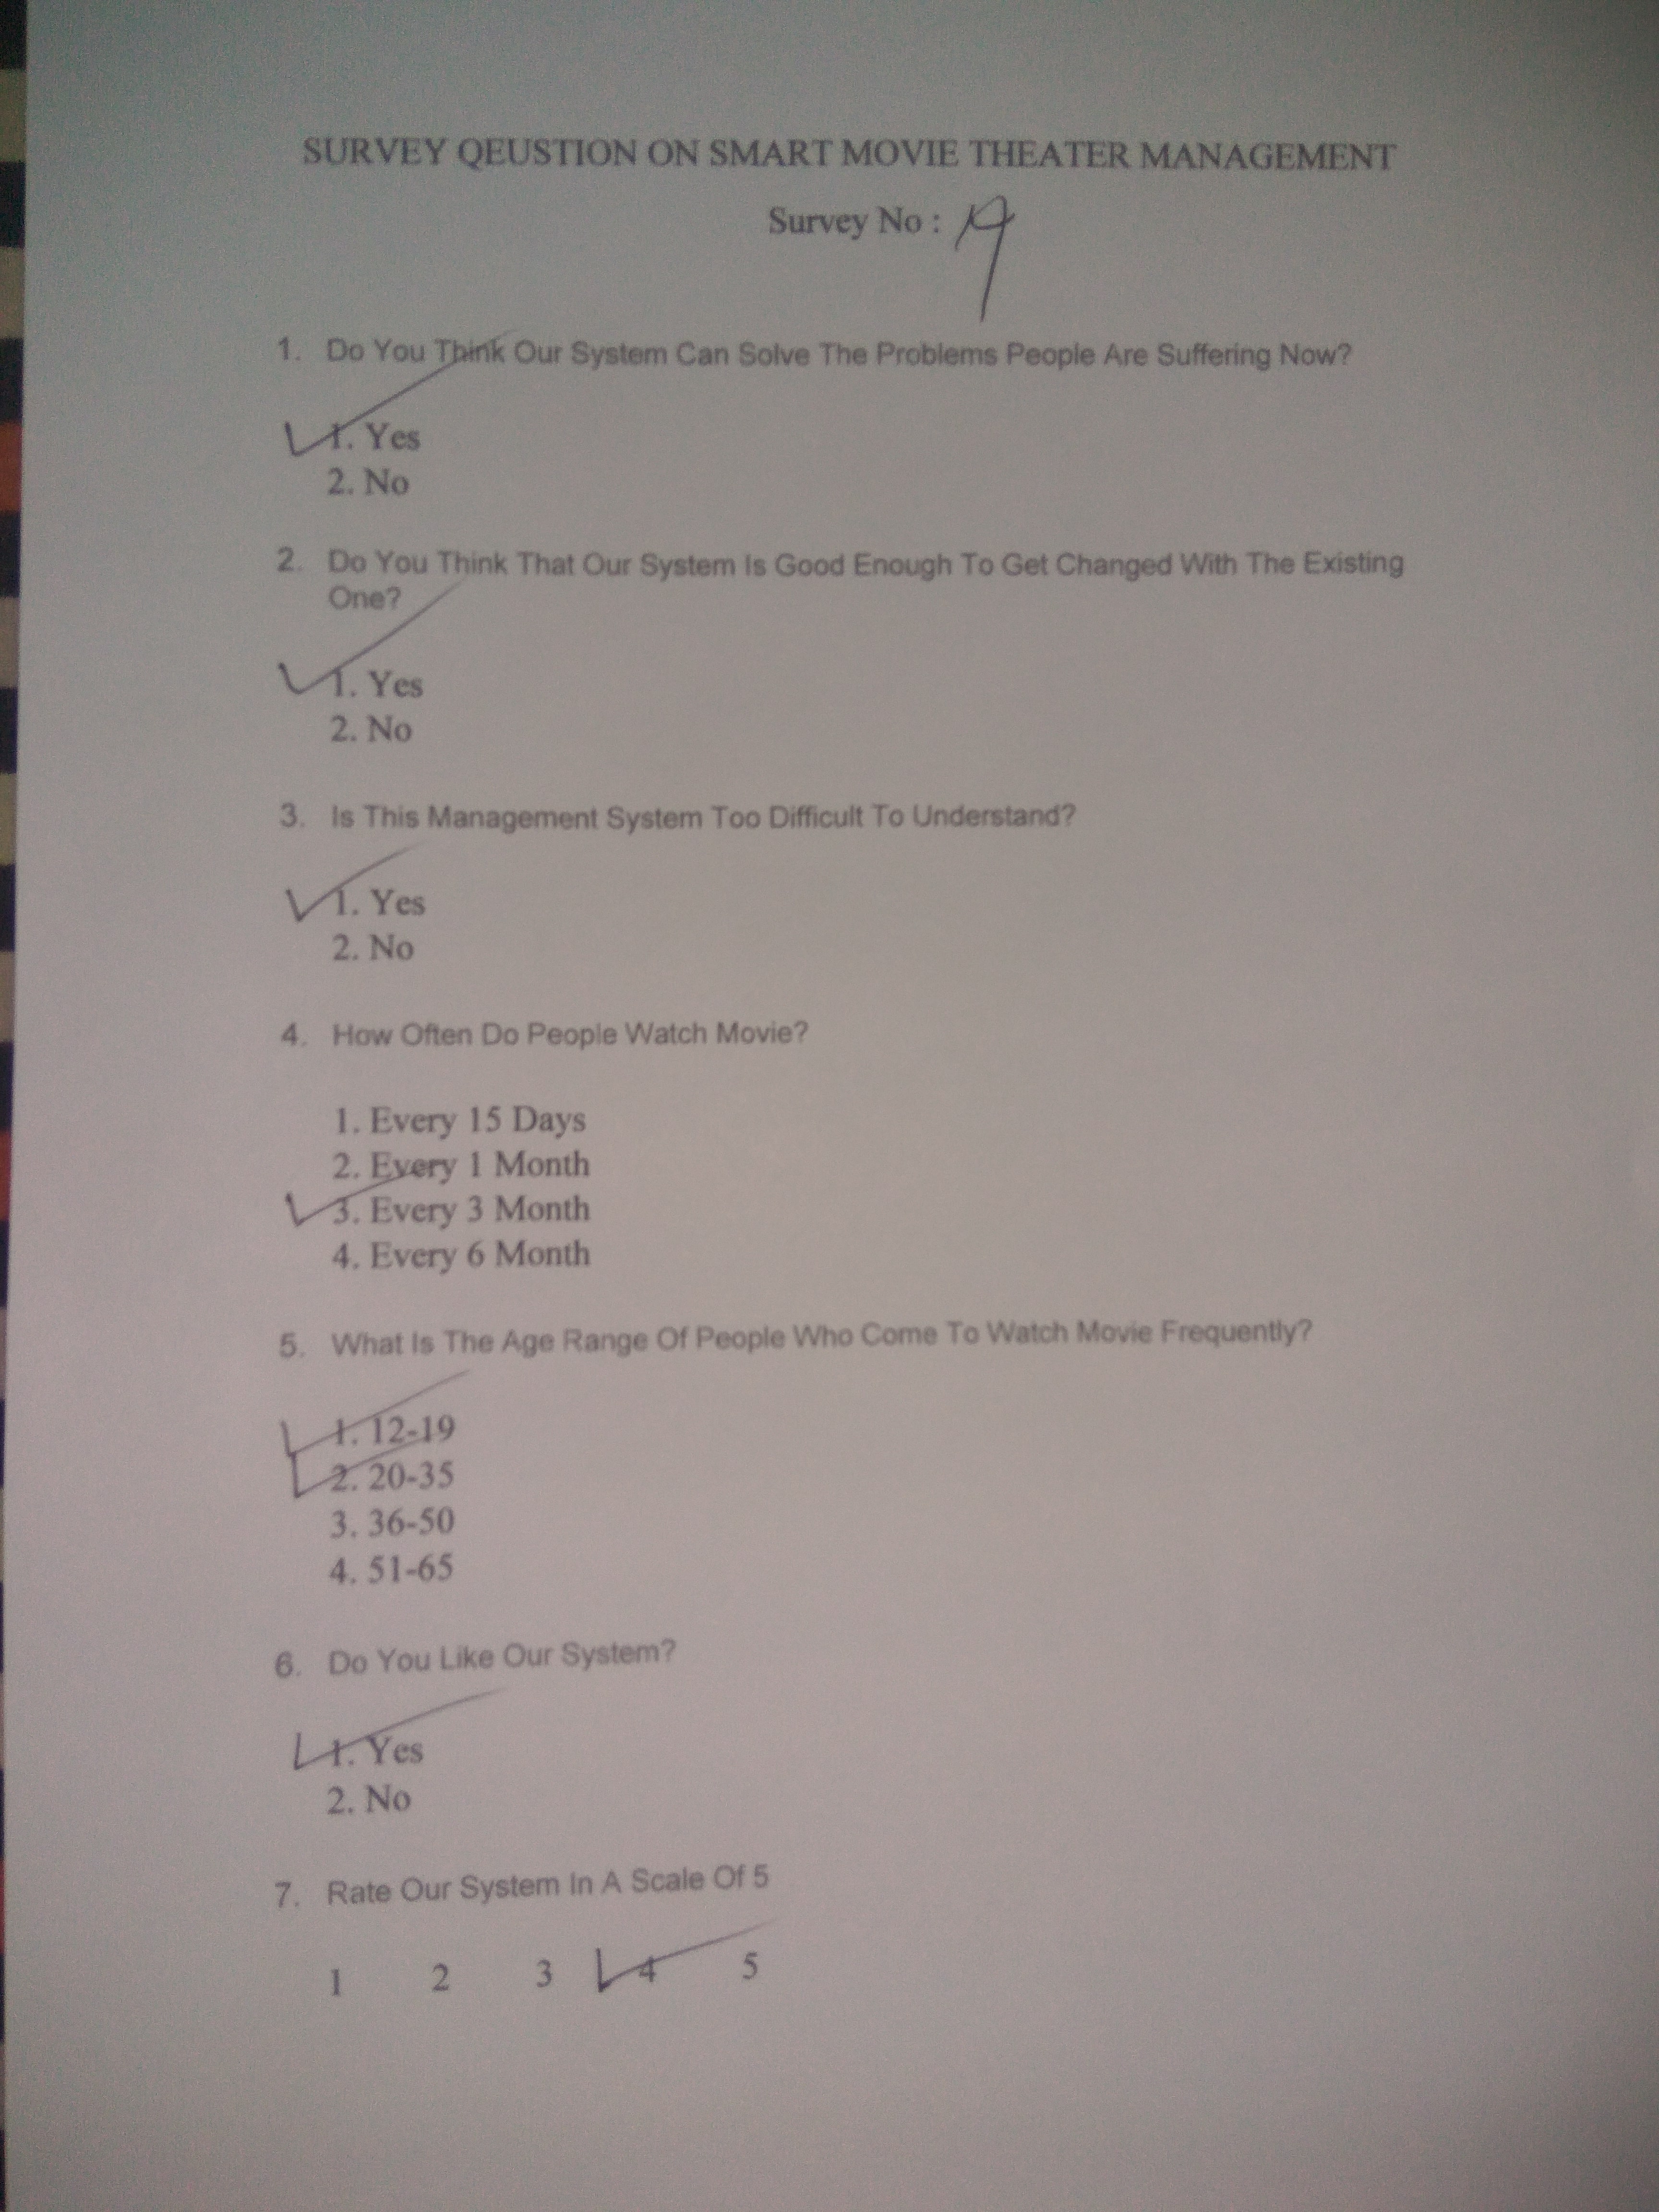 SURVEY QEUSTION ON SMART MOVIE THEATER MANAGEMENT
Survey No : 19
1. Do You Think Our System Can Solve The Problems People Are Suffering Now?
1. Yes
2. No
2. Do You Think That Our System Is Good Enough To Get Changed With The Existing
One?
1. Yes
2. No
3. Is This Management System Too Difficult To Understand?
1. Yes
2. No
4. How Often Do People Watch Movie?
1. Every 15 Days
2. Every 1 Month
3. Every 3 Month
4. Every 6 Month
5. What Is The Age Range Of People Who Come To Watch Movie Frequently?
1. 12-19
2. 20-35
3. 36-50
4. 51-65
6. Do You Like Our System?
1. Yes
2. No
7. Rate Our System In A Scale Of 5
1 2 3 4 5